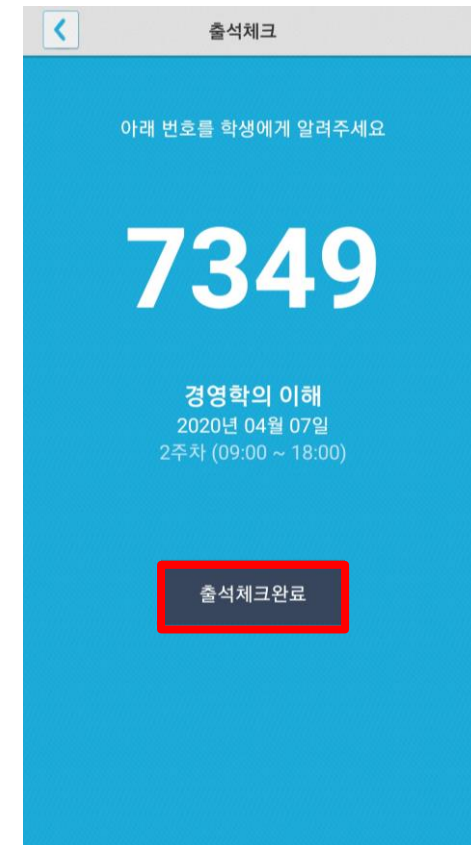 출석체크
아래 번호를 학생에게 알려주세요
7349
경영학의 이해
2020년 04월 07일
2주차 (09:00 ~ 18:00)
출석체크완료